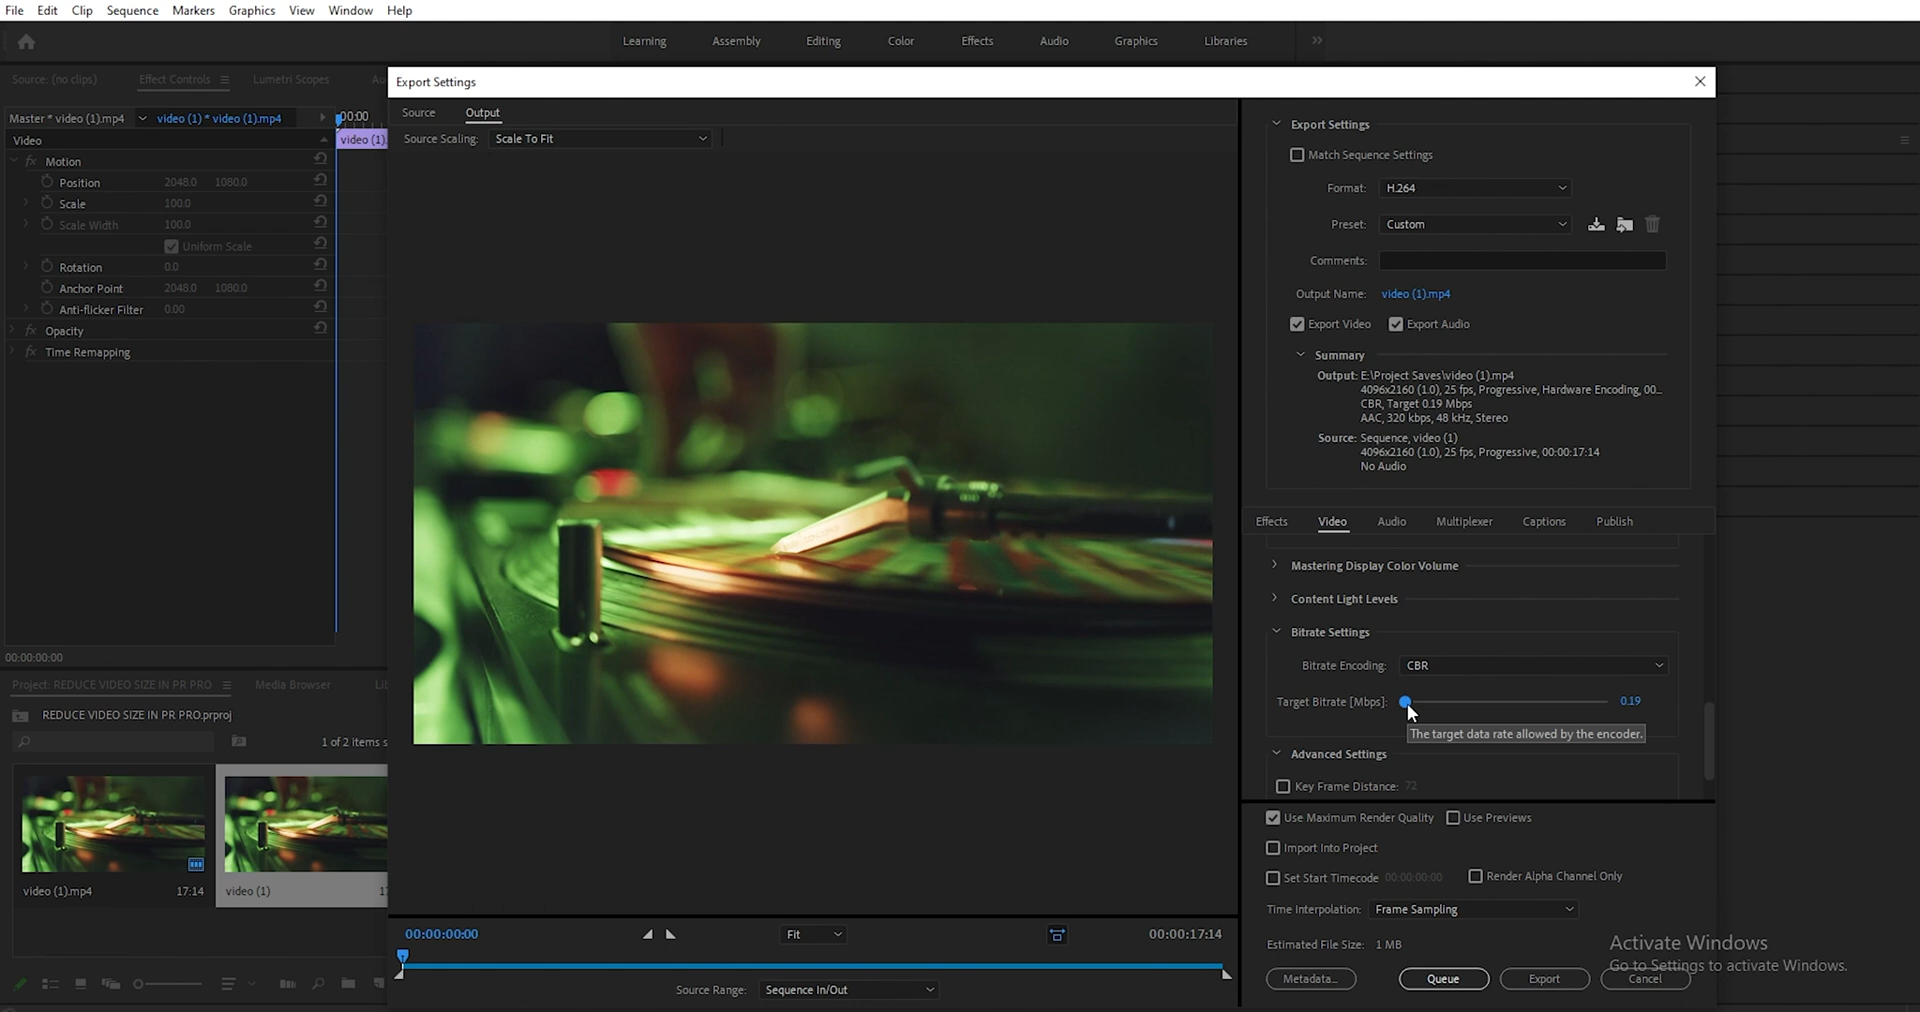 File Edit Clip Sequence Markers Graphics View Window Help
Learning Assembly Editing Color Effects Audio Graphics Libraries
Source: (no clips) Effect Controls Lumetri Scopes
Master * video (1).mp4 video (1) * video (1).mp4 00:00
Video video (1).
fx Motion
Position 2048.0 1080.0
Scale 100.0
Scale Width 100.0
Uniform Scale
Rotation 0.0
Anchor Point 2048.0 1080.0
Anti-flicker Filter 0.00
fx Opacity
fx Time Remapping
00:00:00:00
Project: REDUCE VIDEO SIZE IN PR PRO Media Browser
REDUCE VIDEO SIZE IN PR PRO.prproj
1 of 2 items s
video (1).mp4 17:14 video (1)
Export Settings
Source Output
Source Scaling: Scale To Fit
00:00:00:00 Fit 00:00:17:14
Source Range: Sequence In/Out
Export Settings
Match Sequence Settings
Format: H.264
Preset: Custom
Comments:
Output Name: video (1).mp4
Export Video Export Audio
Summary
Output: E:\Project Saves\video (1).mp4
4096x2160 (1.0), 25 fps, Progressive, Hardware Encoding, 00...
CBR, Target 0.19 Mbps
AAC, 320 kbps, 48 kHz, Stereo
Source: Sequence, video (1)
4096x2160 (1.0), 25 fps, Progressive, 00:00:17:14
No Audio
Effects Video Audio Multiplexer Captions Publish
Mastering Display Color Volume
Content Light Levels
Bitrate Settings
Bitrate Encoding: CBR
Target Bitrate [Mbps]: 0.19
The target data rate allowed by the encoder.
Advanced Settings
Key Frame Distance: 72
Use Maximum Render Quality Use Previews
Import Into Project
Set Start Timecode 00:00:00:00 Render Alpha Channel Only
Time Interpolation: Frame Sampling
Estimated File Size: 1 MB
Metadata... Queue Export Cancel
Activate Windows
Go to Settings to activate Windows.